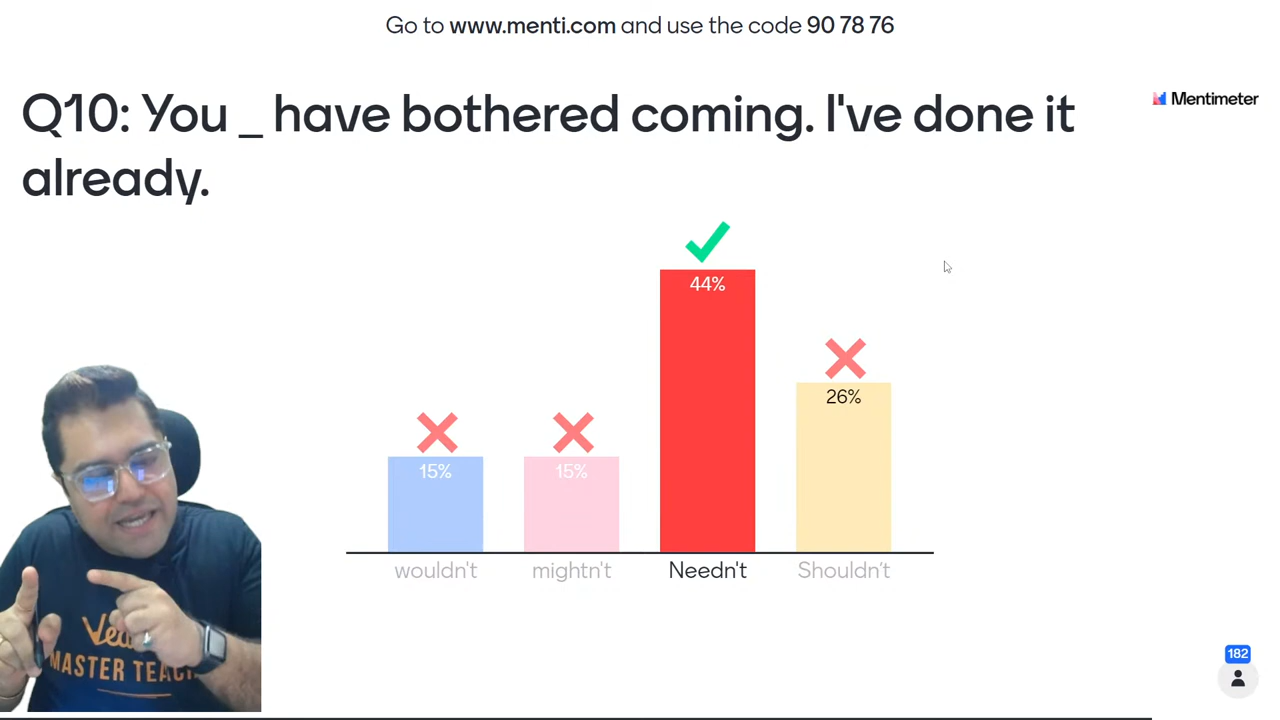 Go to www.menti.com and use the code 90 78 76
Q10: You _ have bothered coming. I've done it
already.
Mentimeter
44%
26%
15%
15%
wouldn't
mightn't
Needn't
Shouldn't
MASTER TEAC
182